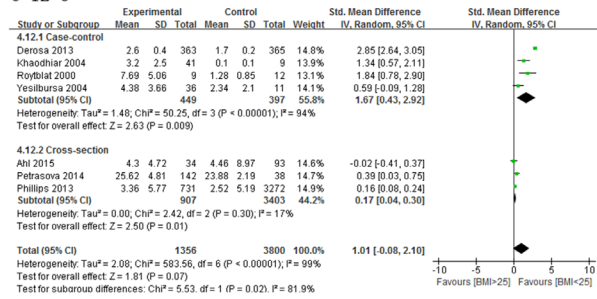 Experimental Control Std. Mean Difference Std. Mean Difference
Study or Subgroup Mean SD Total Mean SD Total Weight IV, Random, 95% CI IV, Random, 95% CI
4.12.1 Case-control
Derosa 2013 2.6 0.4 363 1.7 0.2 365 14.8% 2.85 [2.64, 3.05]
Khaodhiar 2004 3.2 2.5 41 0.1 0.1 9 14.3% 1.34 [0.57, 2.11]
Roytblat 2000 7.69 5.06 9 1.28 0.85 12 13.7% 1.84 [0.78, 2.90]
Yesilbursa 2004 4.38 3.66 36 2.34 2.1 11 14.4% 0.59 [-0.09, 1.28]
Subtotal (95% CI) 449 397 55.8% 1.67 [0.43, 2.92]
Heterogeneity: Tau² = 1.48; Chi² = 50.25, df = 3 (P < 0.00001); I² = 94%
Test for overall effect: Z = 2.63 (P = 0.009)
4.12.2 Cross-section
Ahl 2015 4.3 4.72 34 4.46 8.97 93 14.6% -0.02 [-0.41, 0.37]
Petrasova 2014 25.62 4.81 142 23.88 2.19 38 14.7% 0.39 [0.03, 0.75]
Phillips 2013 3.36 5.77 731 2.52 5.19 3272 14.9% 0.16 [0.08, 0.24]
Subtotal (95% CI) 907 3403 44.2% 0.17 [0.04, 0.30]
Heterogeneity: Tau² = 0.00; Chi² = 2.42, df = 2 (P = 0.30); I² = 17%
Test for overall effect: Z = 2.50 (P = 0.01)
Total (95% CI) 1356 3800 100.0% 1.01 [-0.08, 2.10]
Heterogeneity: Tau² = 2.08; Chi² = 583.56, df = 6 (P < 0.00001); I² = 99%
Test for overall effect: Z = 1.81 (P = 0.07)
Test for subgroup differences: Chi² = 5.53, df = 1 (P = 0.02), I² = 81.9%
-10 -5 0 5 10
Favours [BMI>25] Favours [BMI<25]